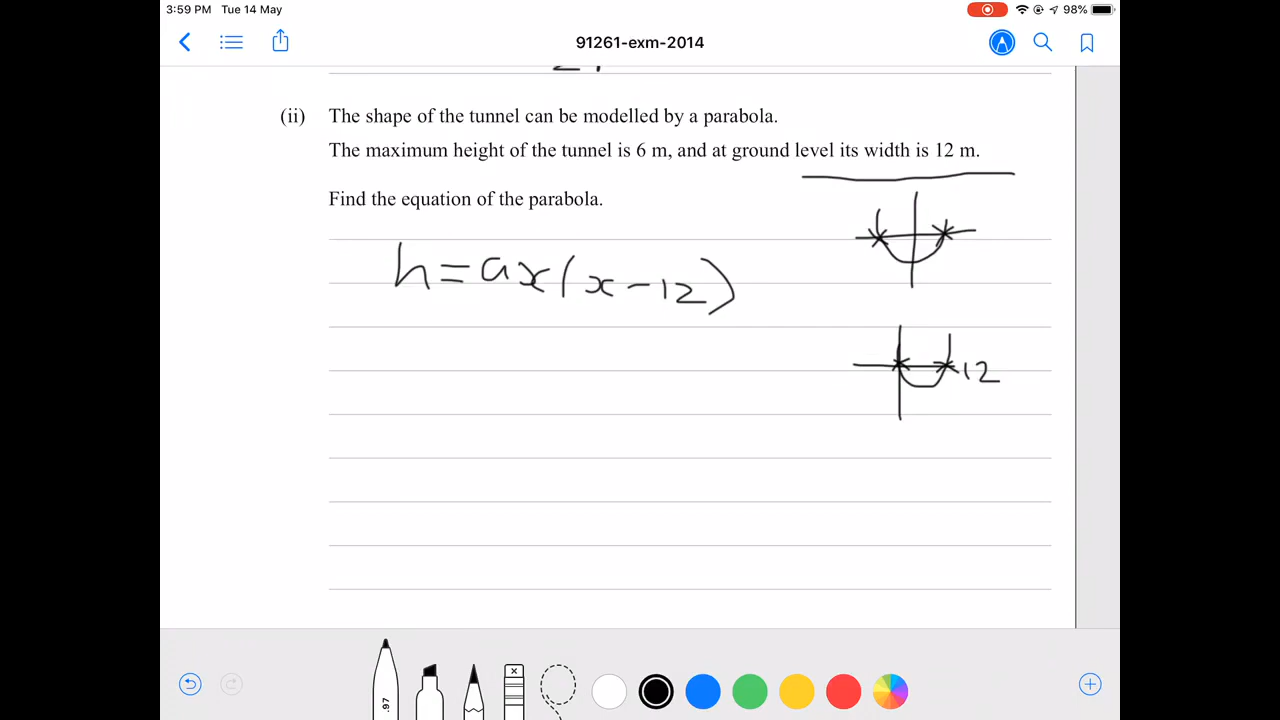 3:59 PM Tue 14 May
98%
91261-exm-2014
(ii) The shape of the tunnel can be modelled by a parabola.
The maximum height of the tunnel is 6 m, and at ground level its width is 12 m.
Find the equation of the parabola.
h=ax(x-12)
12
.97